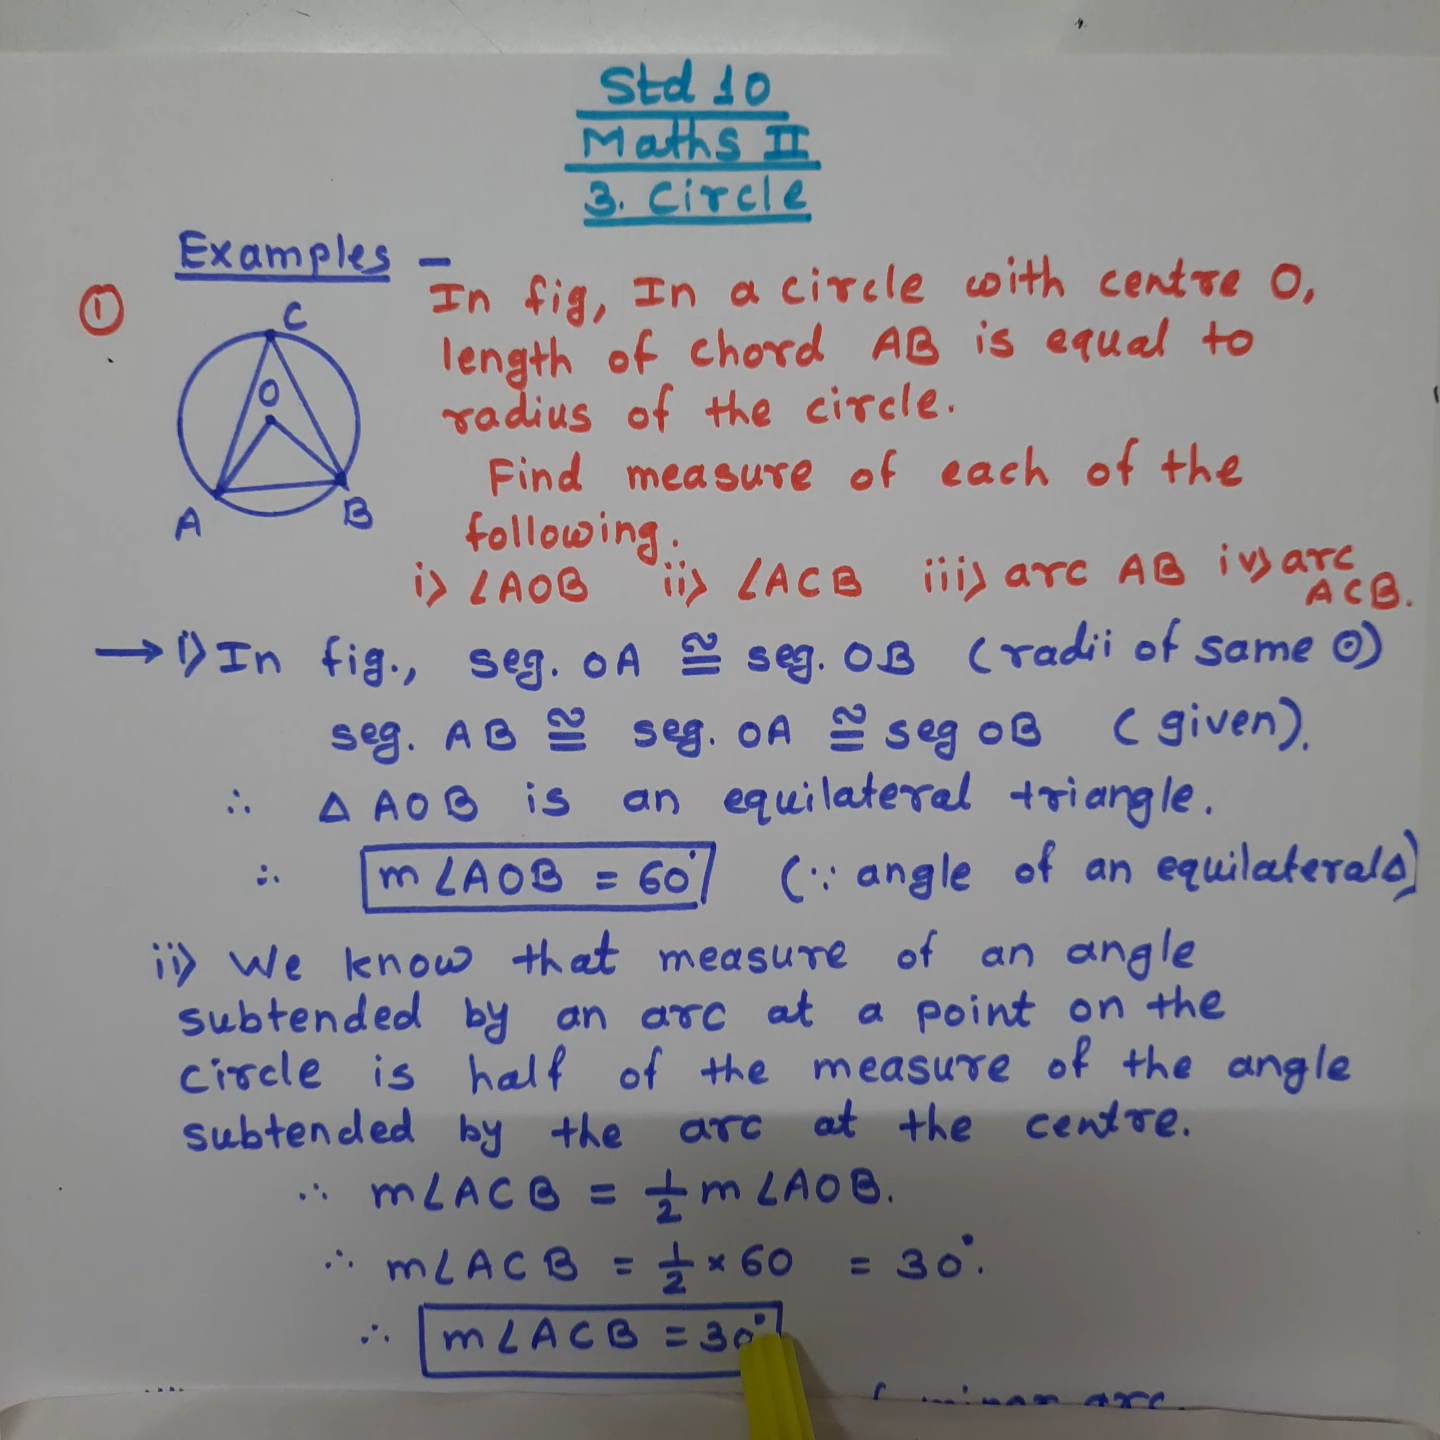 Std 10
Maths II
3. Circle
Examples -
① In fig, In a circle with centre O,
length of chord AB is equal to
radius of the circle.
Find measure of each of the
following.
i) ∠AOB ii) ∠ACB iii) arc AB iv) arc
ACB.
C
O
A
B
→ i) In fig., seg. OA ≅ seg. OB (radii of same ⊙)
seg. AB ≅ seg. OA ≅ seg OB (given).
∴ △ AOB is an equilateral triangle.
∴ m∠AOB = 60° (∵ angle of an equilateral△)
ii) We know that measure of an angle
subtended by an arc at a point on the
circle is half of the measure of the angle
subtended by the arc at the centre.
∴ m∠ACB = 1/2 m∠AOB.
∴ m∠ACB = 1/2 × 60 = 30°.
∴ m∠ACB = 30°
(minor arc